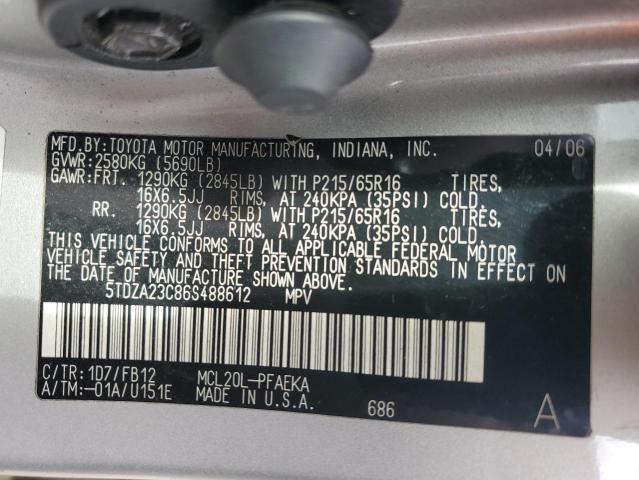 MFD.BY:TOYOTA MOTOR MANUFACTURING, INDIANA, INC. 04/06
GVWR:2580KG (5690LB)
GAWR:FRT. 1290KG (2845LB) WITH P215/65R16 TIRES,
16X6.5JJ RIMS, AT 240KPA (35PSI) COLD.
RR. 1290KG (2845LB) WITH P215/65R16 TIRES,
16X6.5JJ RIMS, AT 240KPA (35PSI) COLD.
THIS VEHICLE CONFORMS TO ALL APPLICABLE FEDERAL MOTOR
VEHICLE SAFETY AND THEFT PREVENTION STANDARDS IN EFFECT ON
THE DATE OF MANUFACTURE SHOWN ABOVE.
5TDZA23C86S488612 MPV
C/TR:1D7/FB12 MCL20L-PFAEKA
A/TM:-01A/U151E MADE IN U.S.A. 686 A